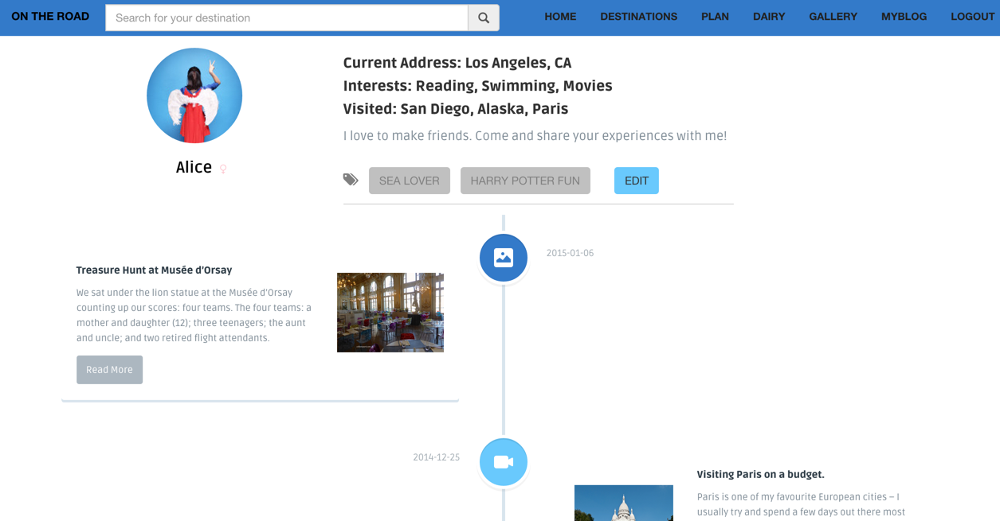 ON THE ROAD
Search for your destination
HOME
DESTINATIONS
PLAN
DAIRY
GALLERY
MYBLOG
LOGOUT
Alice
Current Address: Los Angeles, CA
Interests: Reading, Swimming, Movies
Visited: San Diego, Alaska, Paris
I love to make friends. Come and share your experiences with me!
SEA LOVER
HARRY POTTER FUN
EDIT
2015-01-06
Treasure Hunt at Musée d'Orsay
We sat under the lion statue at the Musée d'Orsay
counting up our scores: four teams. The four teams: a
mother and daughter (12); three teenagers; the aunt
and uncle; and two retired flight attendants.
Read More
2014-12-25
Visiting Paris on a budget.
Paris is one of my favourite European cities – I
usually try and spend a few days out there most